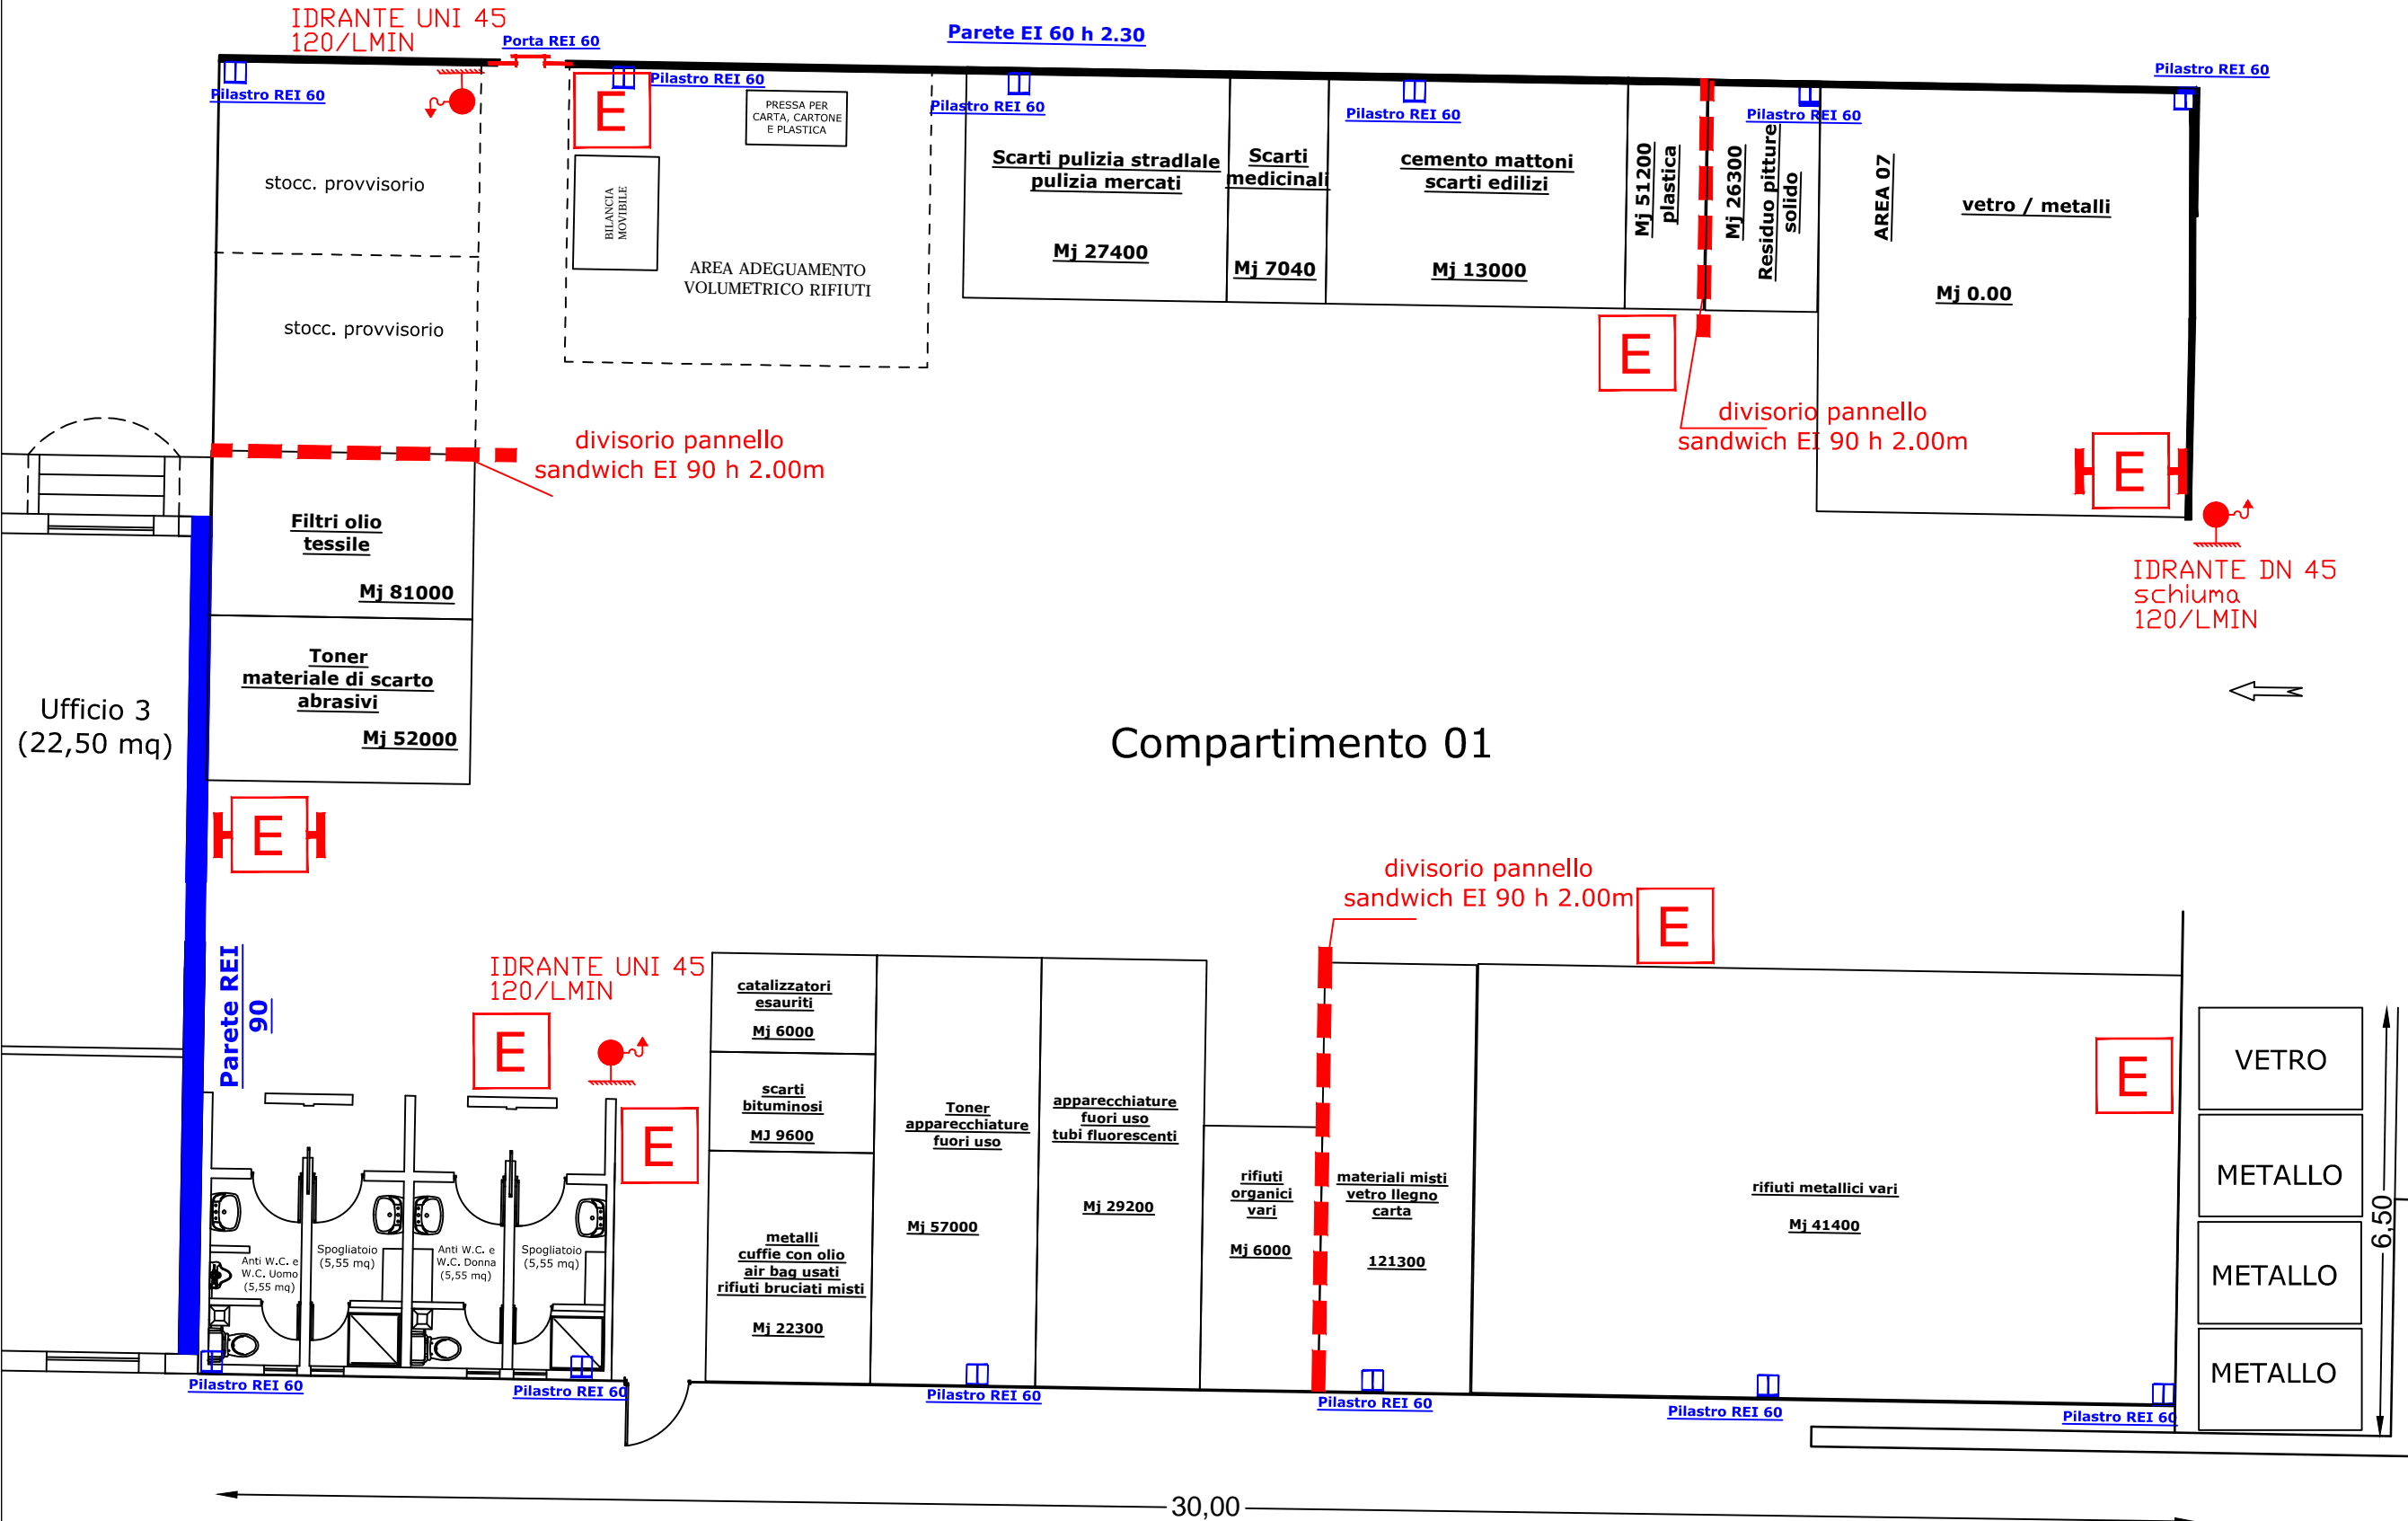 IDRANTE UNI 45
120/LMIN
Porta REI 60
Parete EI 60 h 2.30
Pilastro REI 60
Pilastro REI 60
Pilastro REI 60
Pilastro REI 60
Pilastro REI 60
Pilastro REI 60
E
PRESSA PER
CARTA, CARTONE
E PLASTICA
BILANCIA
MOVIBILE
AREA ADEGUAMENTO
VOLUMETRICO RIFIUTI
stocc. provvisorio
stocc. provvisorio
Scarti pulizia stradlale
pulizia mercati
Mj 27400
Scarti
medicinali
Mj 7040
cemento mattoni
scarti edilizi
Mj 13000
Mj 51200
plastica
Mj 26300
Residuo pitture
solido
AREA 07
vetro / metalli
Mj 0.00
E
divisorio pannello
sandwich EI 90 h 2.00m
divisorio pannello
sandwich EI 90 h 2.00m
E
IDRANTE DN 45
schiuma
120/LMIN
Filtri olio
tessile
Mj 81000
Toner
materiale di scarto
abrasivi
Mj 52000
Ufficio 3
(22,50 mq)
Compartimento 01
E
Parete REI
90
IDRANTE UNI 45
120/LMIN
E
E
divisorio pannello
sandwich EI 90 h 2.00m
E
catalizzatori
esauriti
Mj 6000
scarti
bituminosi
MJ 9600
metalli
cuffie con olio
air bag usati
rifiuti bruciati misti
Mj 22300
Toner
apparecchiature
fuori uso
Mj 57000
apparecchiature
fuori uso
tubi fluorescenti
Mj 29200
rifiuti
organici
vari
Mj 6000
materiali misti
vetro llegno
carta
121300
rifiuti metallici vari
Mj 41400
E
VETRO
METALLO
METALLO
METALLO
6,50
Anti W.C. e
W.C. Uomo
(5,55 mq)
Spogliatoio
(5,55 mq)
Anti W.C. e
W.C. Donna
(5,55 mq)
Spogliatoio
(5,55 mq)
Pilastro REI 60
Pilastro REI 60
Pilastro REI 60
Pilastro REI 60
Pilastro REI 60
Pilastro REI 60
30,00